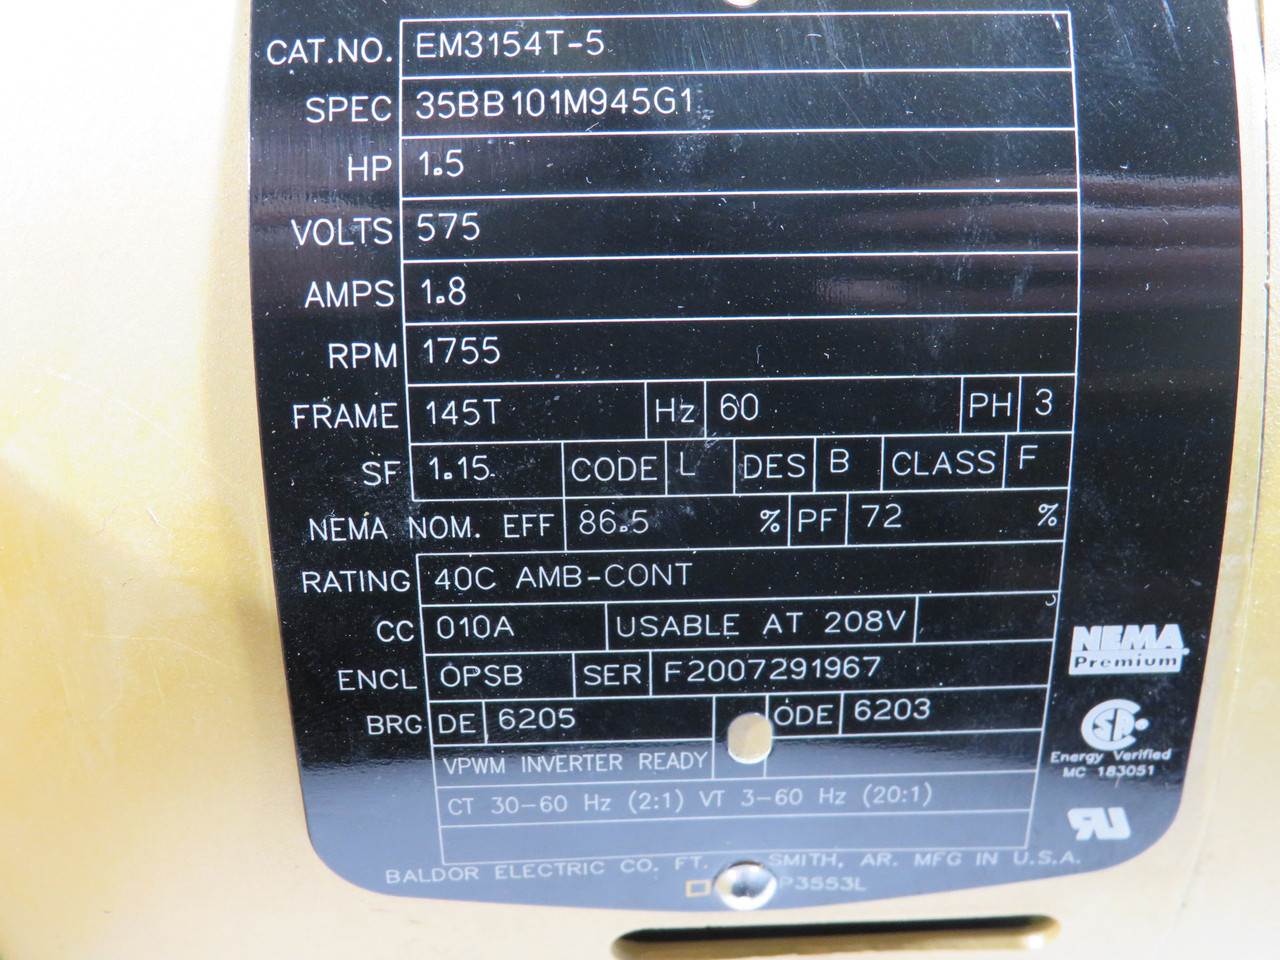 CAT.NO. EM3154T-5
SPEC 35BB101M945G1
HP 1.5
VOLTS 575
AMPS 1.8
RPM 1755
FRAME 145T Hz 60 PH 3
SF 1.15 CODE L DES B CLASS F
NEMA NOM. EFF 86.5 % PF 72 %
RATING 40C AMB-CONT
CC 010A USABLE AT 208V
ENCL OPSB SER F2007291967
BRG DE 6205 ODE 6203
VPWM INVERTER READY
CT 30-60 Hz (2:1) VT 3-60 Hz (20:1)
NEMA
Premium
SA
Energy Verified
MC 183051
RU
BALDOR ELECTRIC CO. FT. SMITH, AR. MFG IN U.S.A.
P3553L